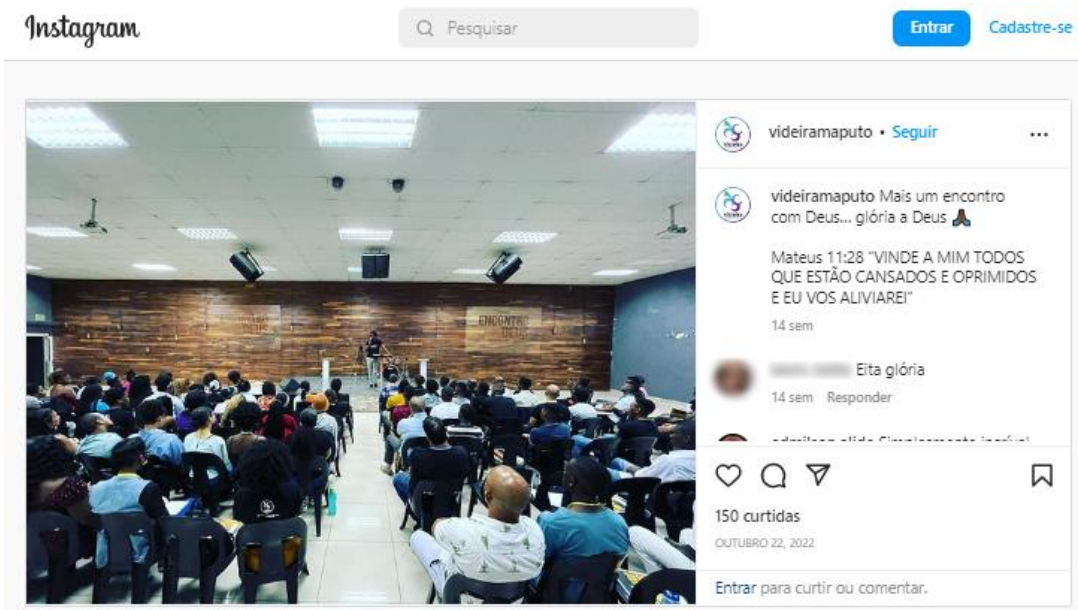 Instagram
Pesquisar
Entrar
Cadastre-se
ENCONTRO
DEUS
videiramaputo • Seguir
videiramaputo Mais um encontro
com Deus... glória a Deus 🙏🏿
Mateus 11:28 "VINDE A MIM TODOS
QUE ESTÃO CANSADOS E OPRIMIDOS
E EU VOS ALIVIAREI"
14 sem
Eita glória
14 sem Responder
150 curtidas
OUTUBRO 22, 2022
Entrar para curtir ou comentar.